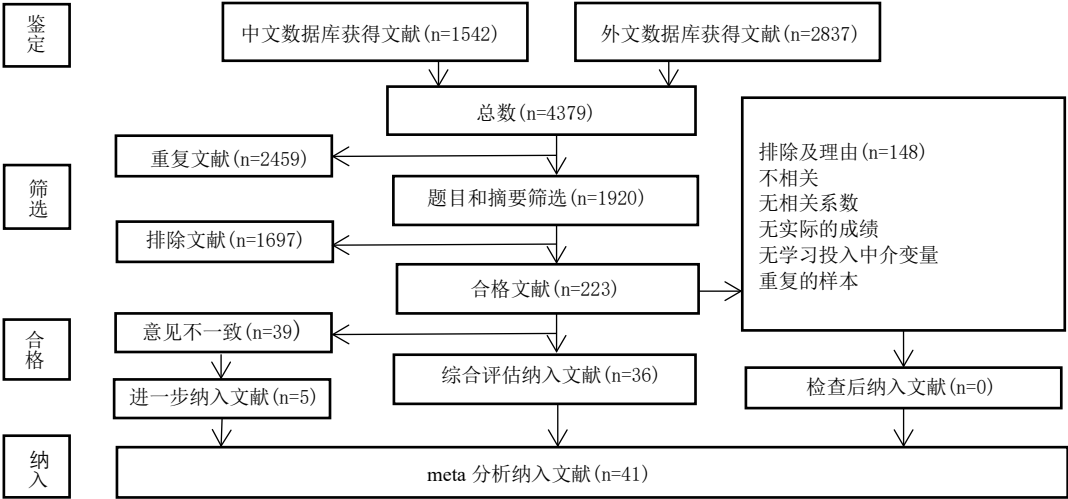 鉴
定
中文数据库获得文献(n=1542)
外文数据库获得文献(n=2837)
总数(n=4379)
重复文献(n=2459)
筛
选
题目和摘要筛选(n=1920)
排除文献(n=1697)
合格文献(n=223)
排除及理由(n=148)
不相关
无相关系数
无实际的成绩
无学习投入中介变量
重复的样本
合
格
意见不一致(n=39)
综合评估纳入文献(n=36)
进一步纳入文献(n=5)
检查后纳入文献(n=0)
纳
入
meta 分析纳入文献(n=41)